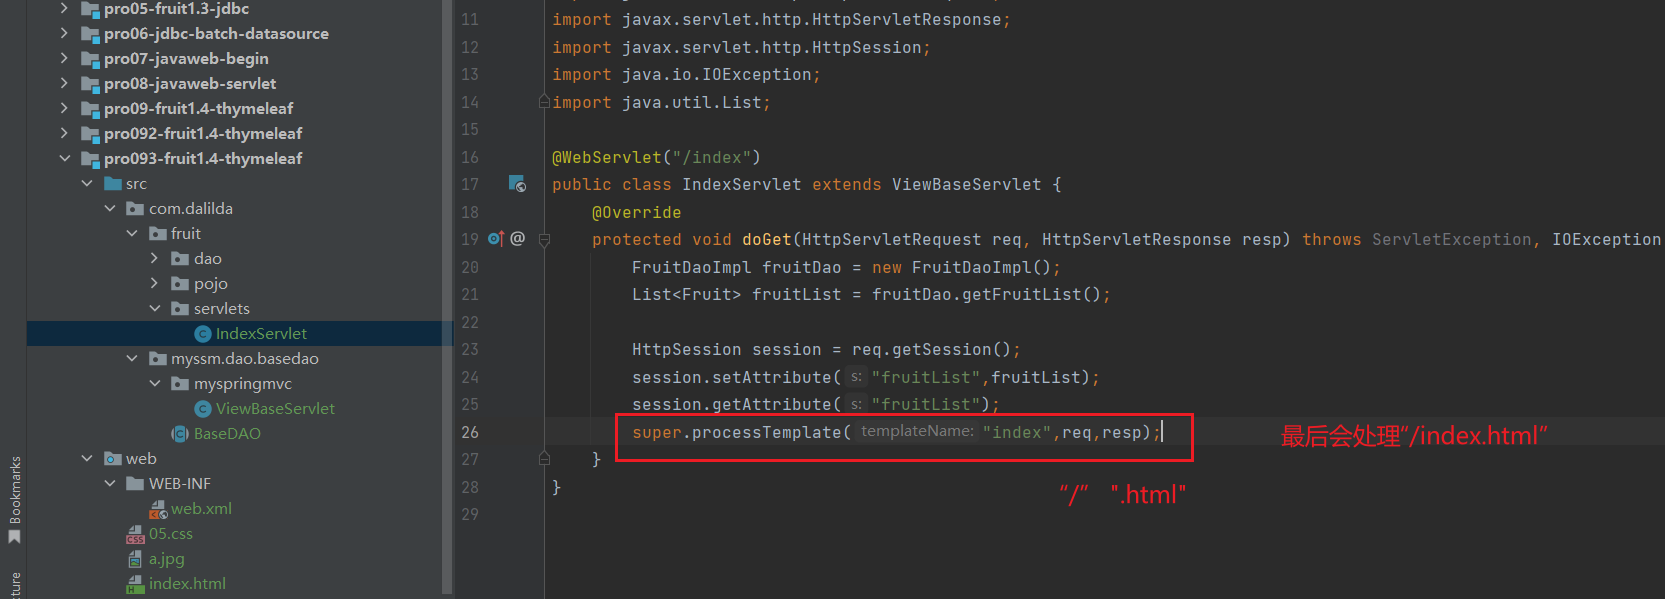 pro05-fruit1.3-jdbc
pro06-jdbc-batch-datasource
pro07-javaweb-begin
pro08-javaweb-servlet
pro09-fruit1.4-thymeleaf
pro092-fruit1.4-thymeleaf
pro093-fruit1.4-thymeleaf
src
com.dalilda
fruit
dao
pojo
servlets
IndexServlet
myssm.dao.basedao
myspringmvc
ViewBaseServlet
BaseDAO
web
WEB-INF
web.xml
05.css
a.jpg
index.html
Bookmarks
11 import javax.servlet.http.HttpServletResponse;
12 import javax.servlet.http.HttpSession;
13 import java.io.IOException;
14 import java.util.List;
15
16 @WebServlet("/index")
17 public class IndexServlet extends ViewBaseServlet {
18 @Override
19 @ protected void doGet(HttpServletRequest req, HttpServletResponse resp) throws ServletException, IOException
20 FruitDaoImpl fruitDao = new FruitDaoImpl();
21 List<Fruit> fruitList = fruitDao.getFruitList();
22
23 HttpSession session = req.getSession();
24 session.setAttribute( s: "fruitList",fruitList);
25 session.getAttribute( s: "fruitList");
26 super.processTemplate( templateName: "index",req,resp);
最后会处理“/index.html”
27 }
“/” ".html"
28 }
29